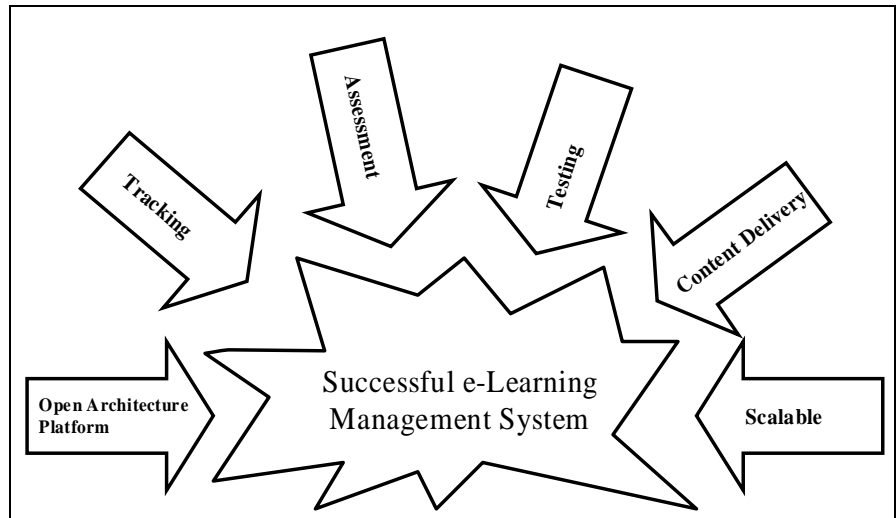 Assessment
Testing
Tracking
Content Delivery
Successful e-Learning
Management System
Open Architecture
Platform
Scalable